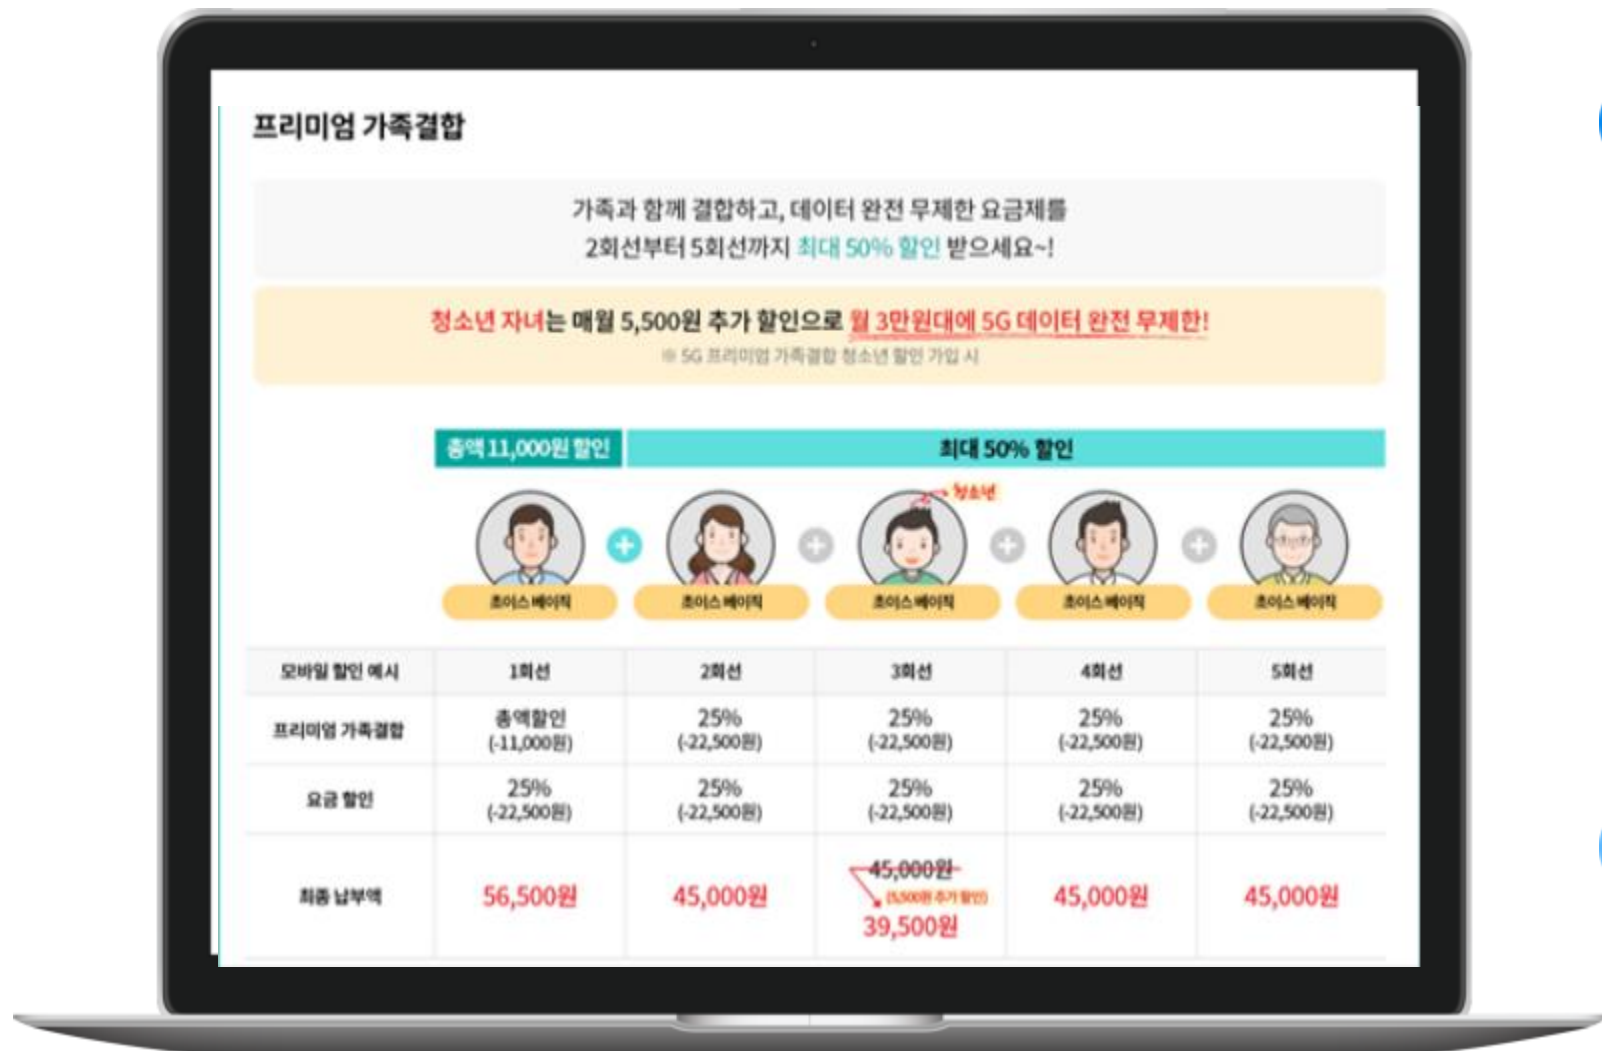 프리미엄 가족결합
가족과 함께 결합하고, 데이터 완전 무제한 요금제를
2회선부터 5회선까지 최대 50% 할인 받으세요~!
청소년 자녀는 매월 5,500원 추가 할인으로 월 3만원대에 5G 데이터 완전 무제한!
※ 5G 프리미엄 가족결합 청소년 할인 가입 시
총액 11,000원 할인 최대 50% 할인
청소년
초이스 베이직 초이스 베이직 초이스 베이직 초이스 베이직 초이스 베이직
모바일 할인 예시 1회선 2회선 3회선 4회선 5회선
프리미엄 가족결합 총액할인 25% 25% 25% 25%
(-11,000원) (-22,500원) (-22,500원) (-22,500원) (-22,500원)
요금 할인 25% 25% 25% 25% 25%
(-22,500원) (-22,500원) (-22,500원) (-22,500원) (-22,500원)
45,000원
최종 납부액 56,500원 45,000원 (5,500원 추가 할인) 45,000원 45,000원
39,500원